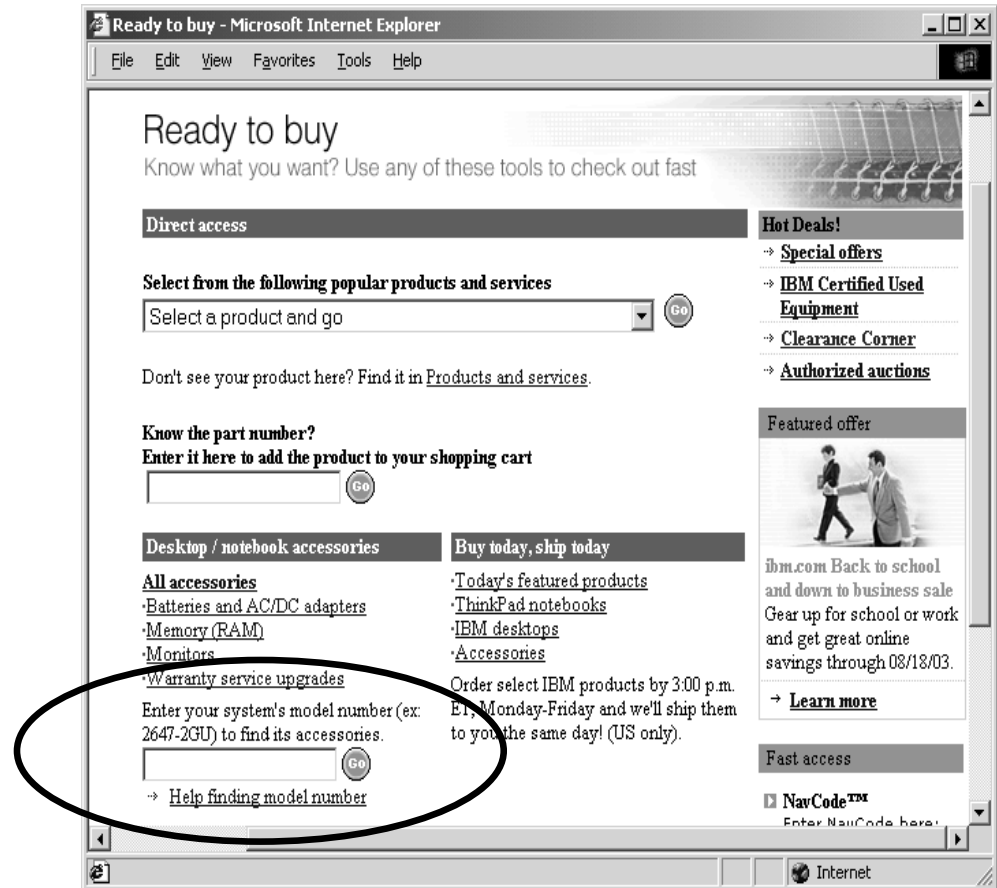 Ready to buy - Microsoft Internet Explorer
File Edit View Favorites Tools Help
Ready to buy
Know what you want? Use any of these tools to check out fast
Direct access
Select from the following popular products and services
Select a product and go
Go
Don't see your product here? Find it in Products and services.
Know the part number?
Enter it here to add the product to your shopping cart
Go
Desktop / notebook accessories
All accessories
·Batteries and AC/DC adapters
·Memory (RAM)
·Monitors
·Warranty service upgrades
Enter your system's model number (ex:
2647-2GU) to find its accessories.
Go
Help finding model number
Buy today, ship today
·Today's featured products
·ThinkPad notebooks
·IBM desktops
·Accessories
Order select IBM products by 3:00 p.m.
ET, Monday-Friday and we'll ship them
to you the same day! (US only).
Hot Deals!
Special offers
IBM Certified Used
Equipment
Clearance Corner
Authorized auctions
Featured offer
ibm.com Back to school
and down to business sale
Gear up for school or work
and get great online
savings through 08/18/03.
Learn more
Fast access
NavCode™
Enter NavCode here:
Internet